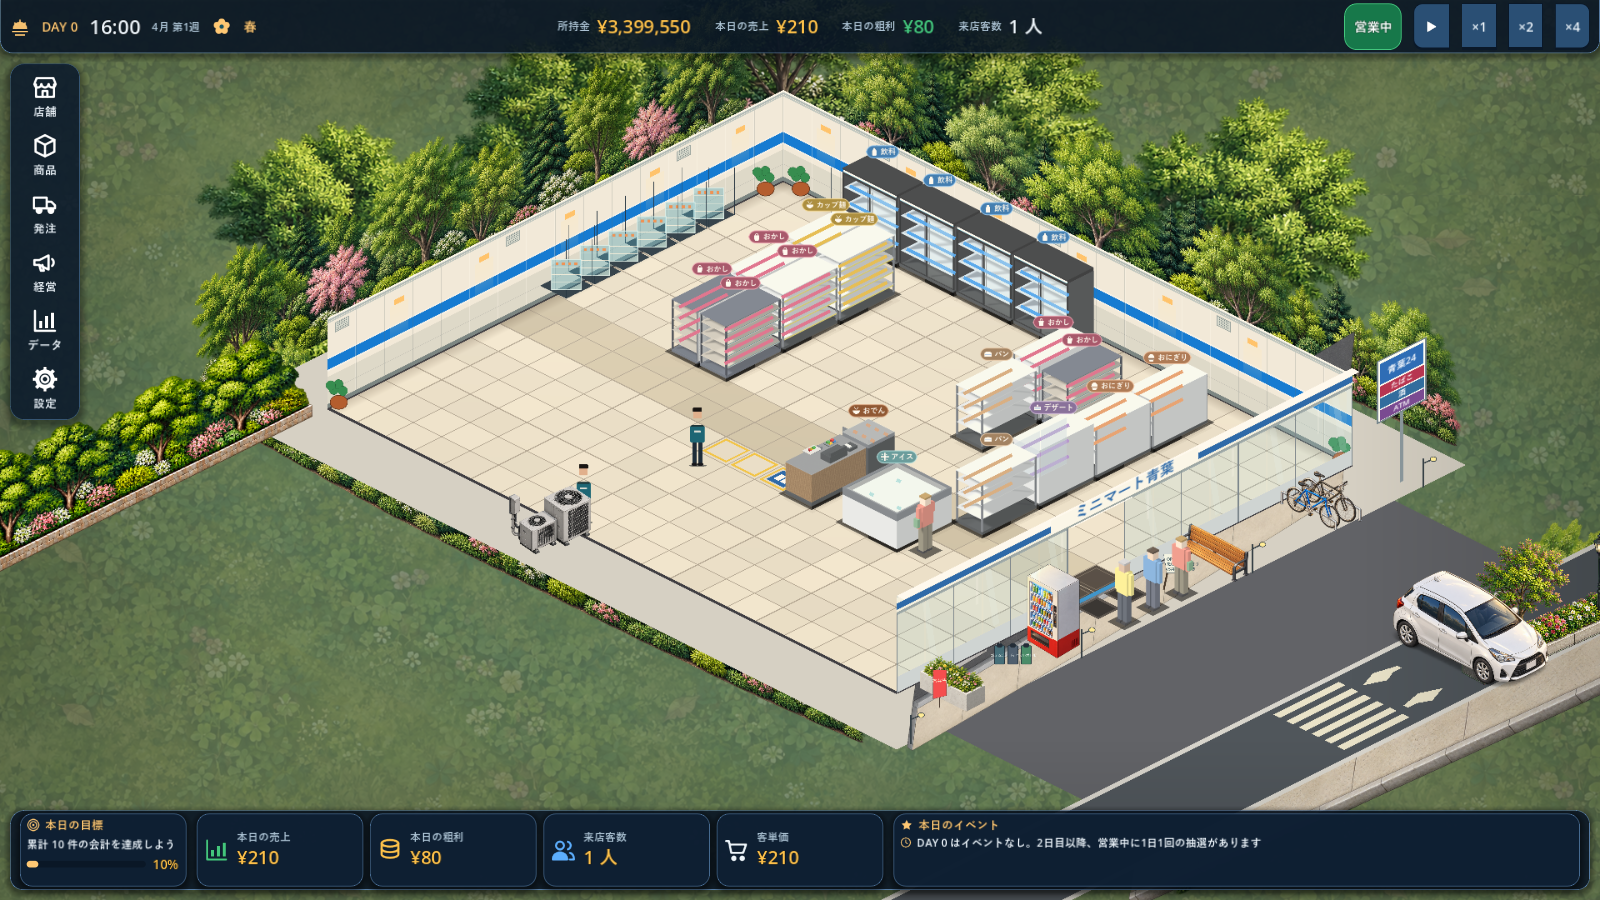 DAY 0 16:00 4月 第1週 春
所持金 ¥3,399,550 本日の売上 ¥210 本日の粗利 ¥80 来店客数 1 人
営業中 ×1 ×2 ×4
店舗
商品
発注
経営
データ
設定
飲料
飲料
飲料
飲料
カップ麺
カップ麺
おかし
おかし
おかし
おかし
おかし
おかし
パン
おにぎり
おにぎり
デザート
パン
おでん
アイス
青葉24
たばこ
酒
ATM
ミニマート青葉
本日の目標
累計 10 件の会計を達成しよう
10%
本日の売上
¥210
本日の粗利
¥80
来店客数
1 人
客単価
¥210
本日のイベント
DAY 0 はイベントなし。2日目以降、営業中に1日1回の抽選があります